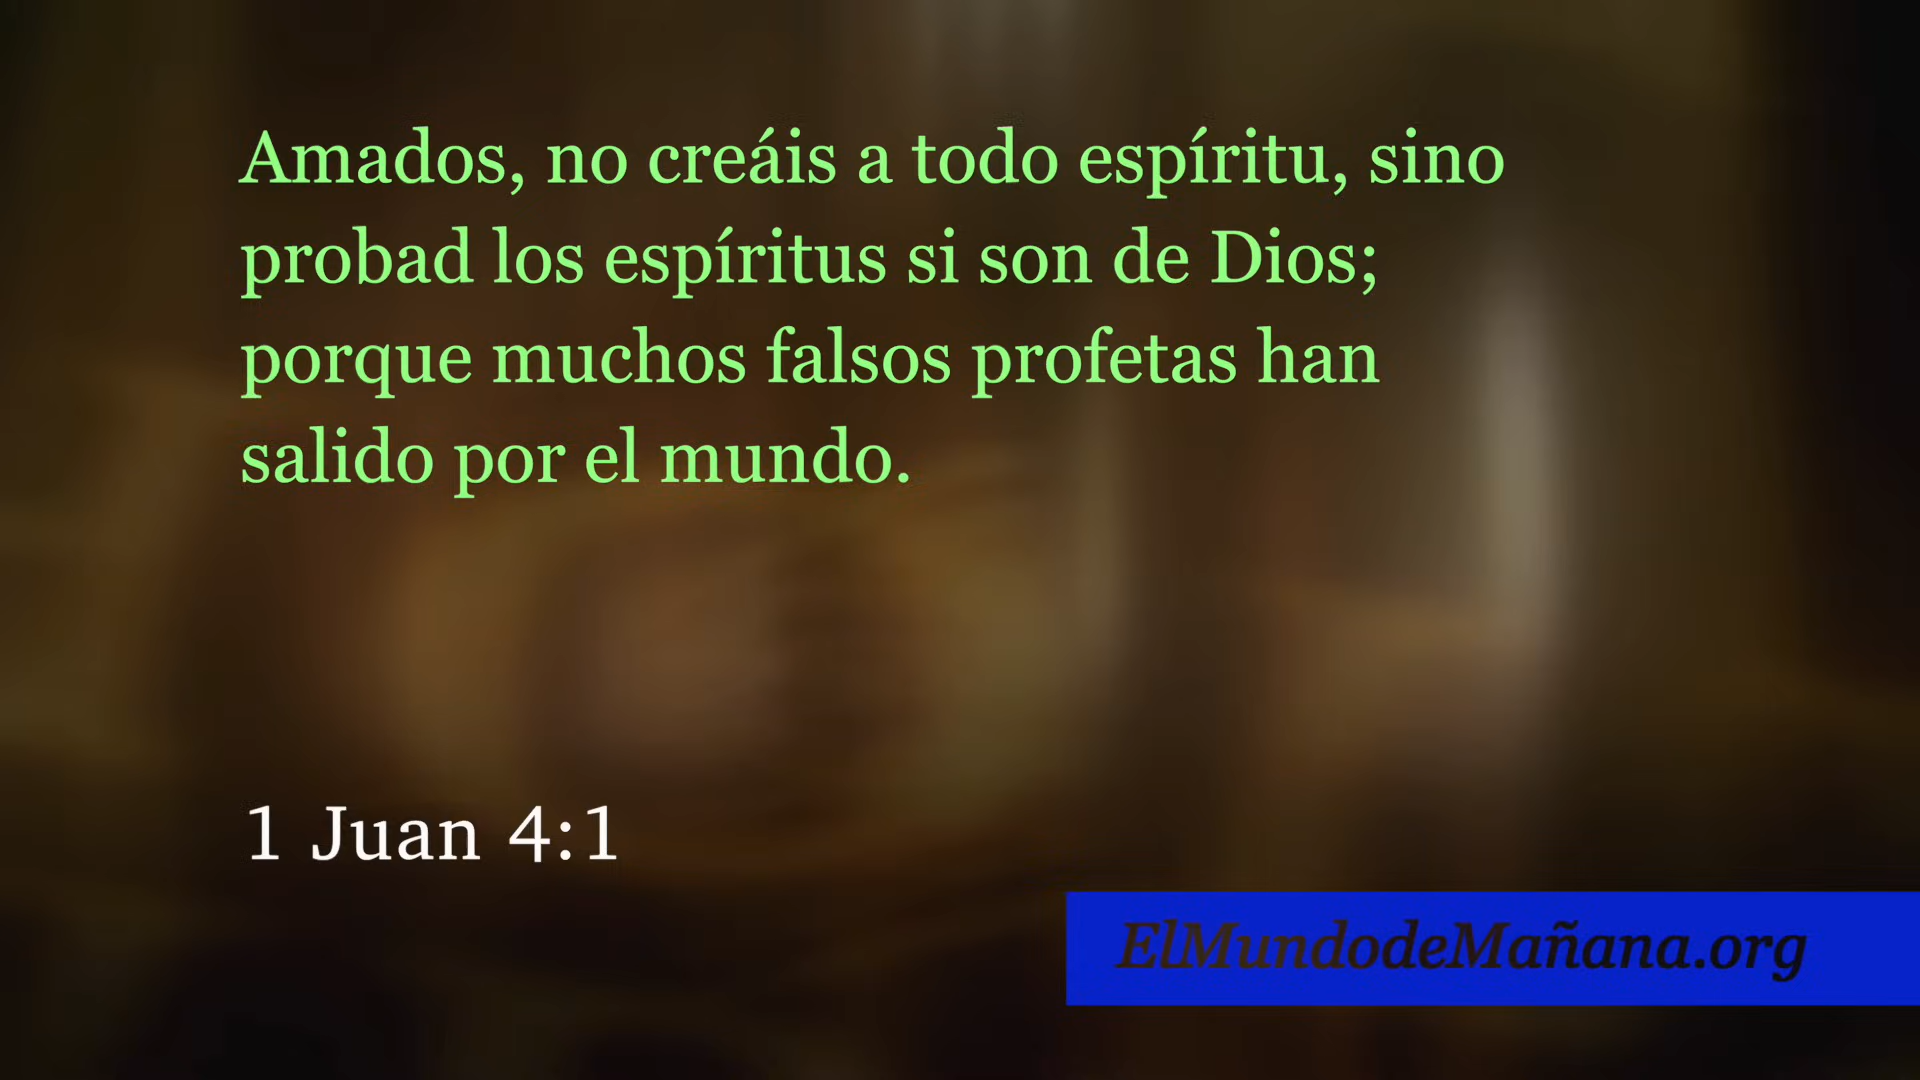 Amados, no creáis a todo espíritu, sino
probad los espíritus si son de Dios;
porque muchos falsos profetas han
salido por el mundo.
1 Juan 4:1
ElMundodeMañana.org